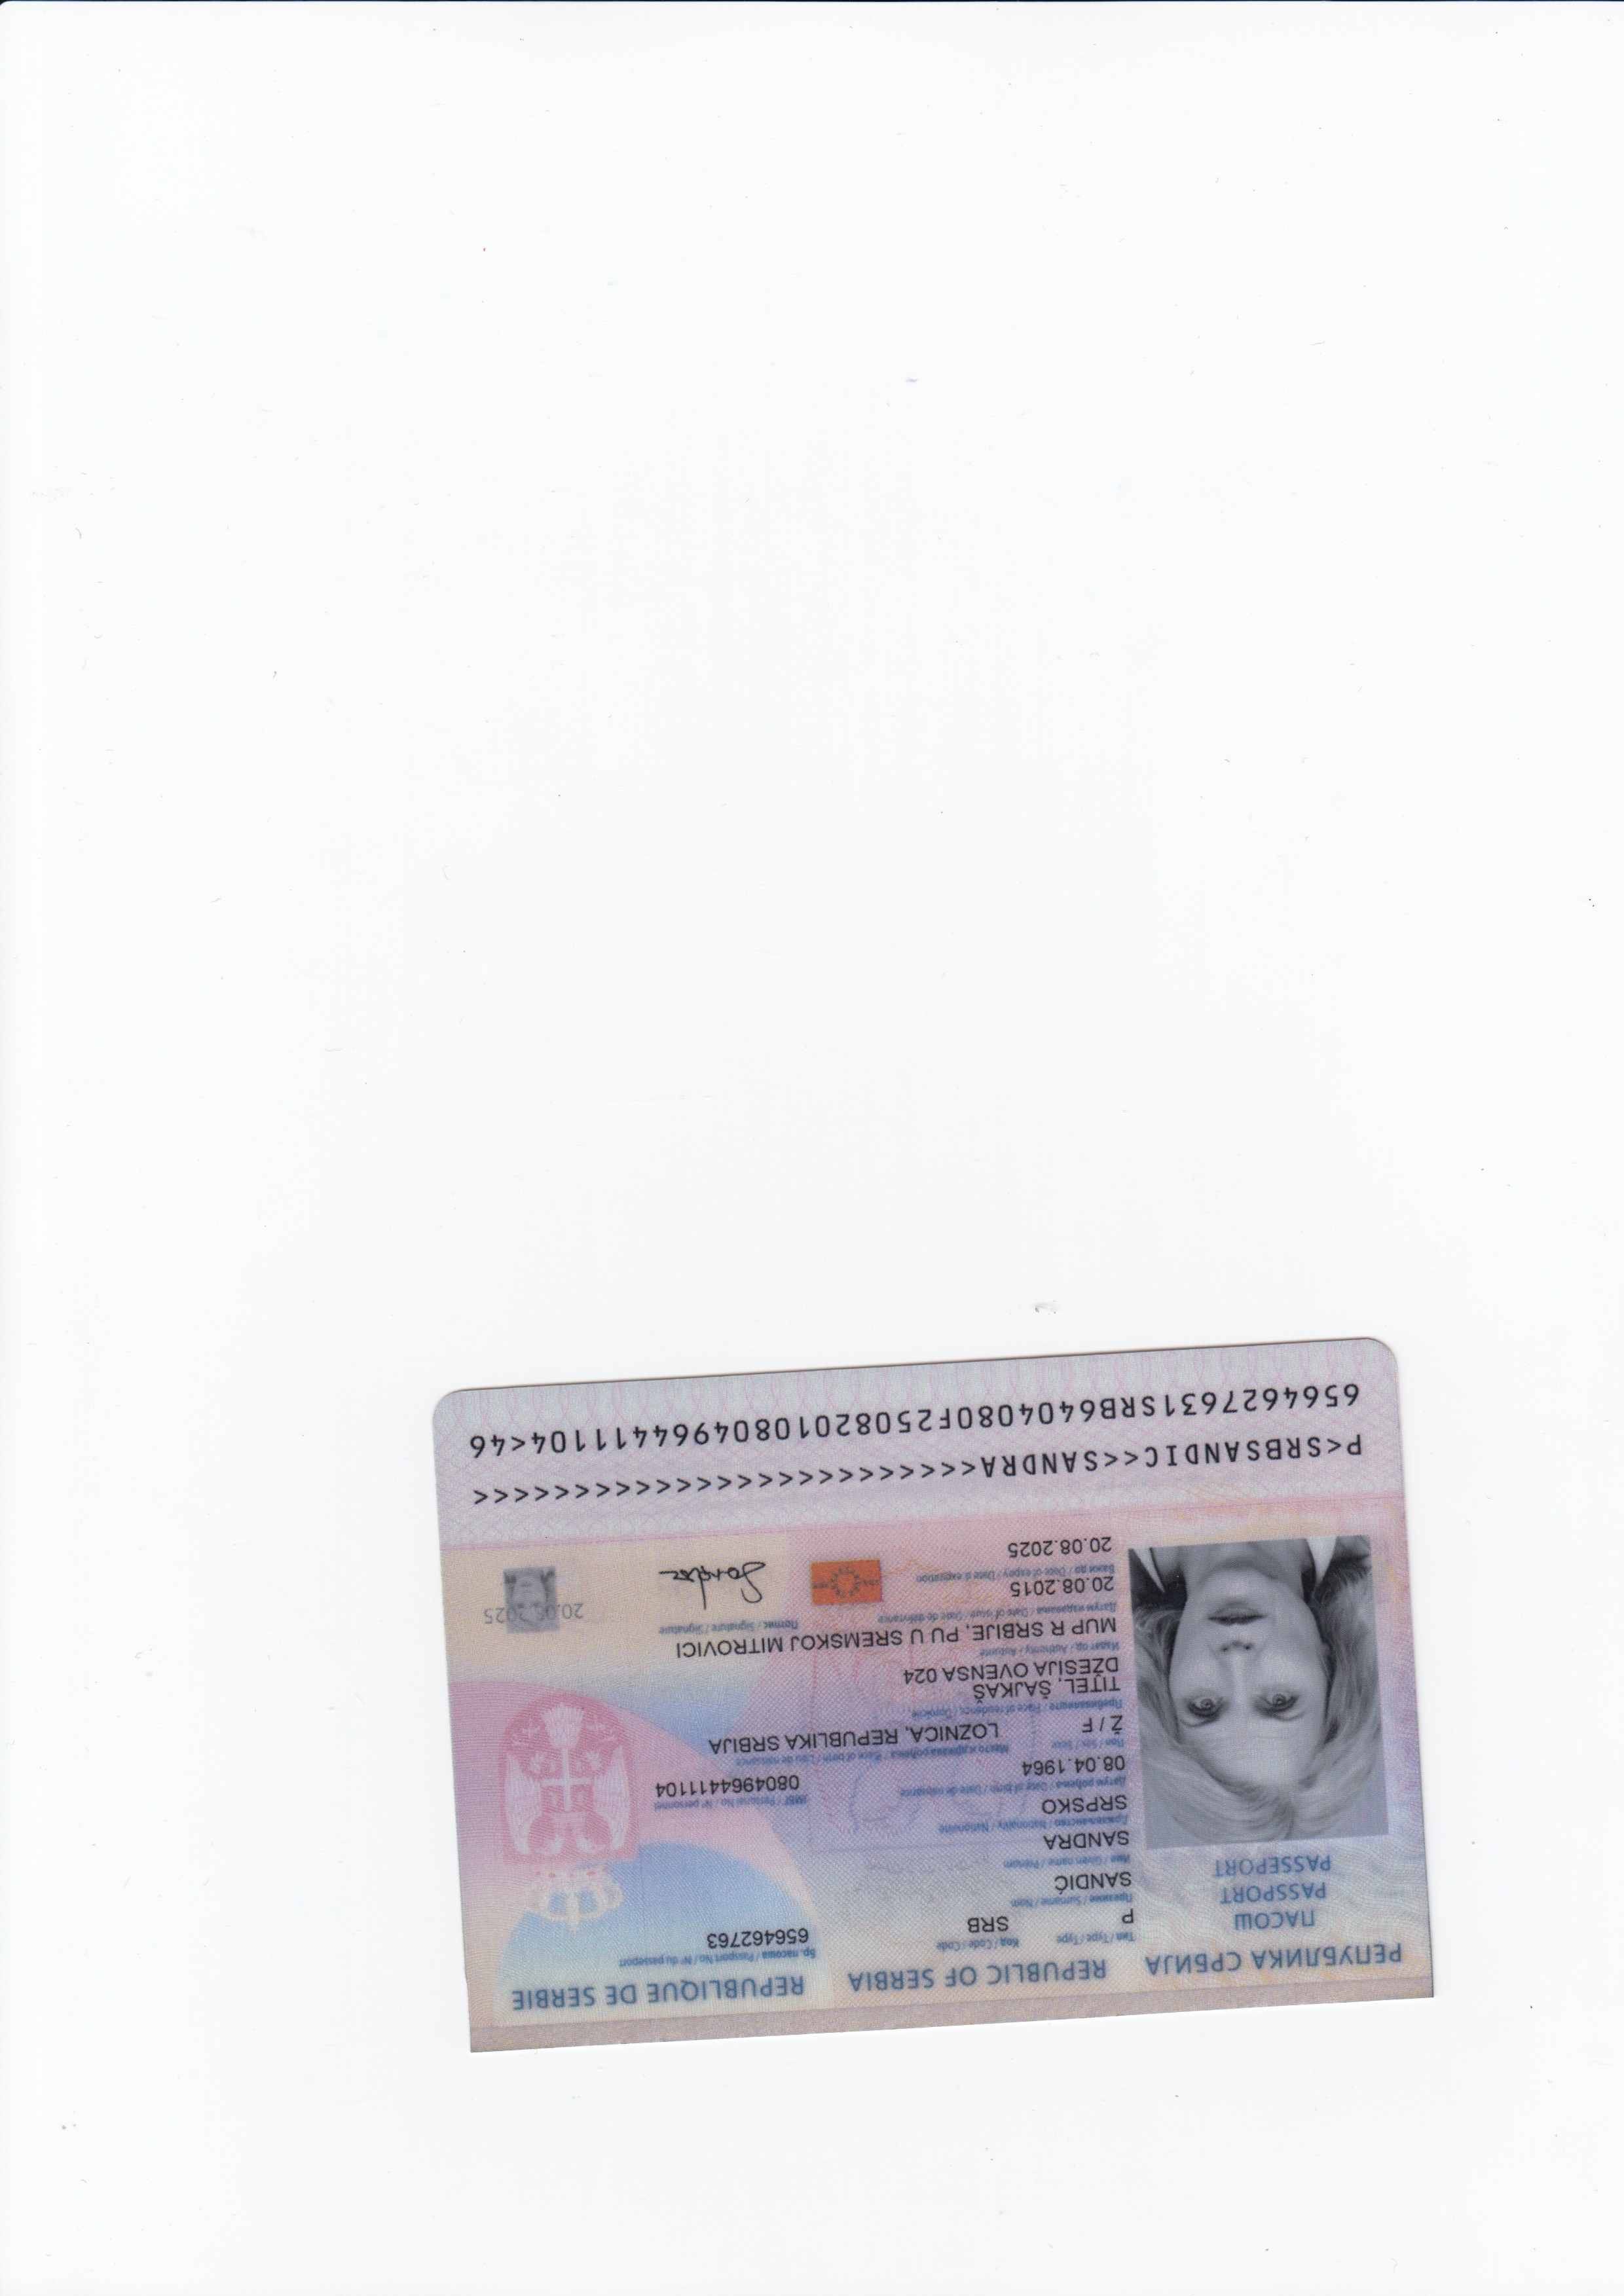 РЕПУБЛИКА СРБИЈА REPUBLIC OF SERBIA REPUBLIQUE DE SERBIE
ПАСОШ
PASSPORT
PASSEPORT
Тип / Type / Type Код / Code / Code Бр. пасоша / Passport No / Nº du passeport
P SRB 656462763
Презиме / Surname / Nom
SANDIĆ
Име / Given name / Prénom
SANDRA
Држављанство / Nationality / Nationalité
SRPSKO
Датум рођења / Date of birth / Date de naissance ЈМБГ / Personal No / Nº personnel
08.04.1964 0804964411104
Пол / Sex / Sexe Место рођења / Place of birth / Lieu de naissance
Ž / F LOZNICA, REPUBLIKA SRBIJA
Пребивалиште / Place of residency / Domicile
TITEL, ŠAJKAŠ
DŽESIJA OVENSA 024
Издат од / Authority / Autorité
MUP R SRBIJE, PU U SREMSKOJ MITROVICI
Датум издавања / Date of issue / Date de délivrance Потпис / Signature / Signature
20.08.2015
Важи до / Date of expiry / Date d'expiration
20.08.2025
Sandra
20.08.2025
P<SRBSANDIC<<SANDRA<<<<<<<<<<<<<<<<<<<<<<<<<
6564627631SRB6404080F25082010804964411104<46